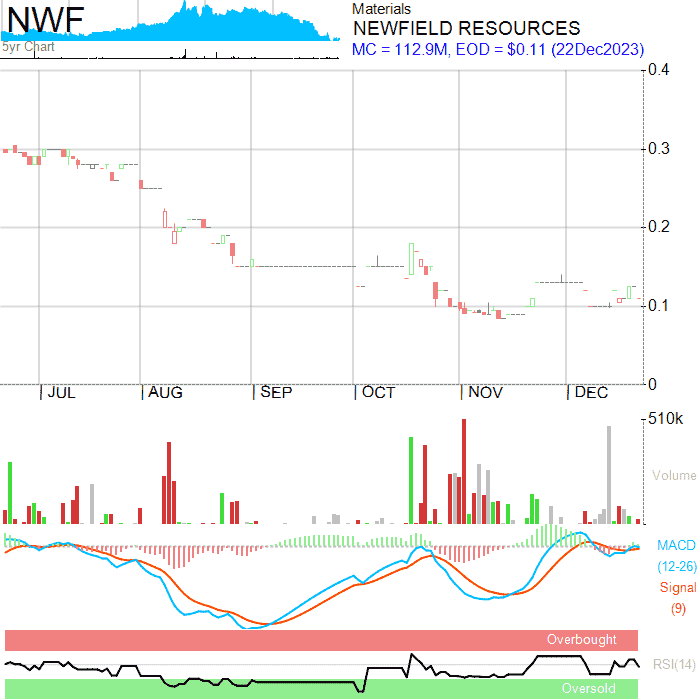 NWF
5yr Chart
Materials
NEWFIELD RESOURCES
MC = 112.9M, EOD = $0.11 (22Dec2023)
0.4
0.3
0.2
0.1
0
JUL AUG SEP OCT NOV DEC
510k
Volume
MACD
(12-26)
Signal
(9)
Overbought
RSI(14)
Oversold